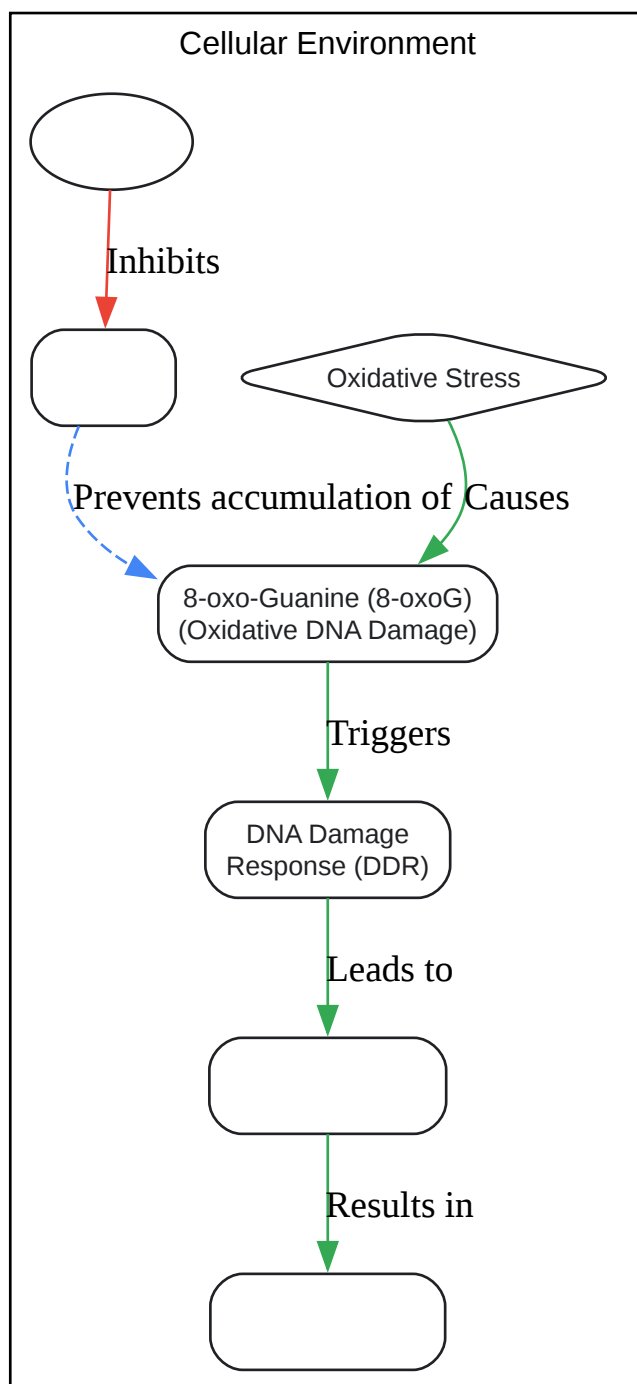 Cellular Environment
Inhibits
Oxidative Stress
Prevents accumulation of
Causes
8-oxo-Guanine (8-oxoG)
(Oxidative DNA Damage)
Triggers
DNA Damage
Response (DDR)
Leads to
Results in